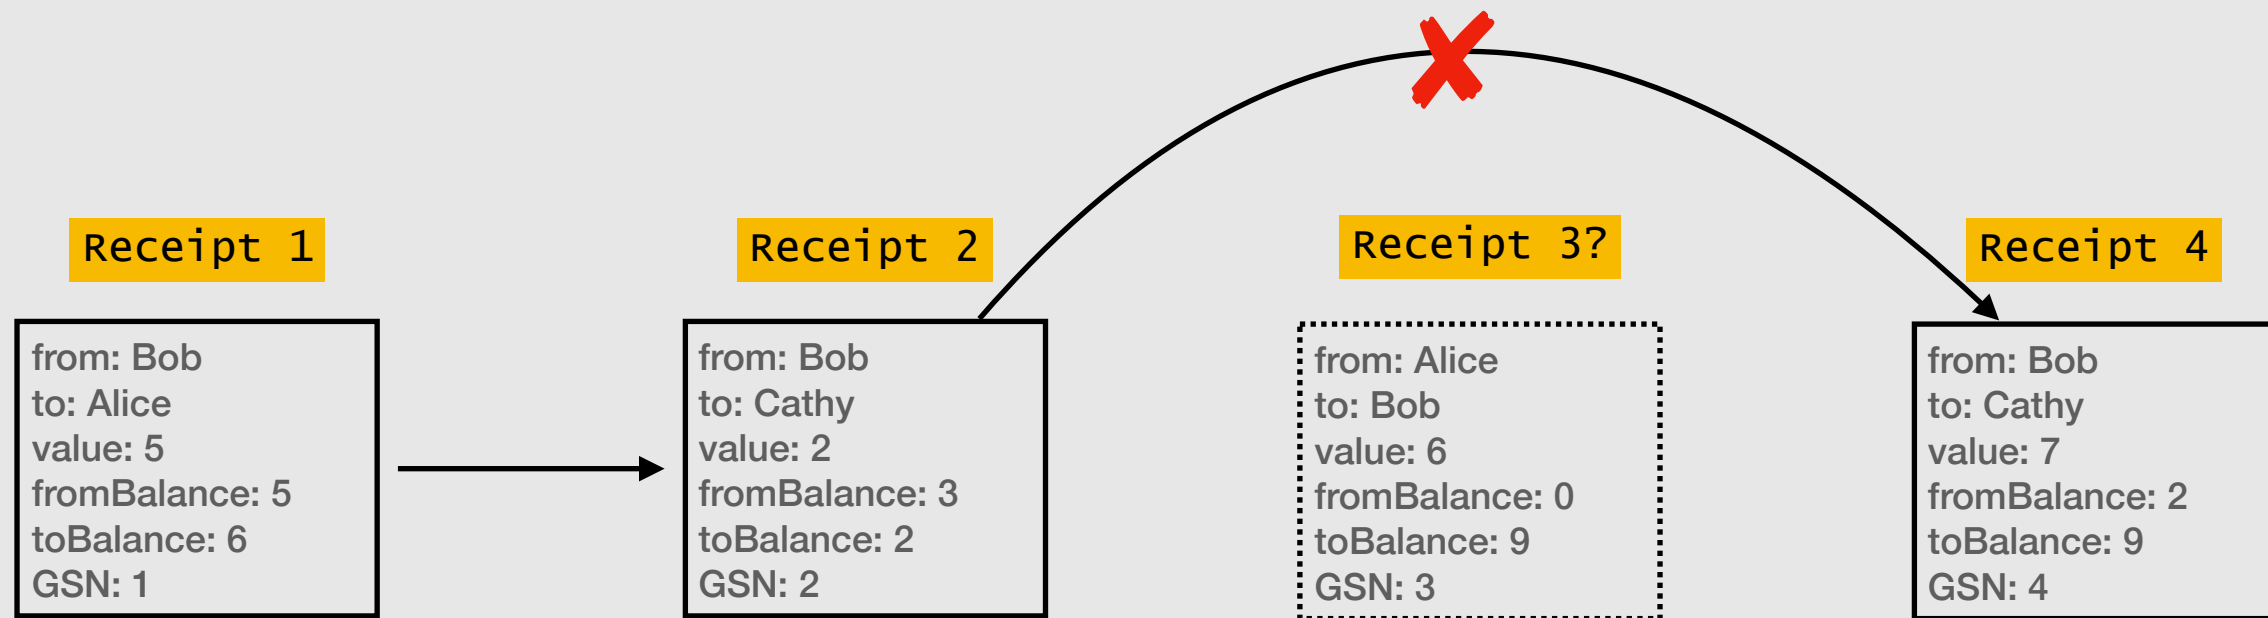 Receipt 1
from: Bob
to: Alice
value: 5
fromBalance: 5
toBalance: 6
GSN: 1
Receipt 2
from: Bob
to: Cathy
value: 2
fromBalance: 3
toBalance: 2
GSN: 2
Receipt 3?
from: Alice
to: Bob
value: 6
fromBalance: 0
toBalance: 9
GSN: 3
Receipt 4
from: Bob
to: Cathy
value: 7
fromBalance: 2
toBalance: 9
GSN: 4